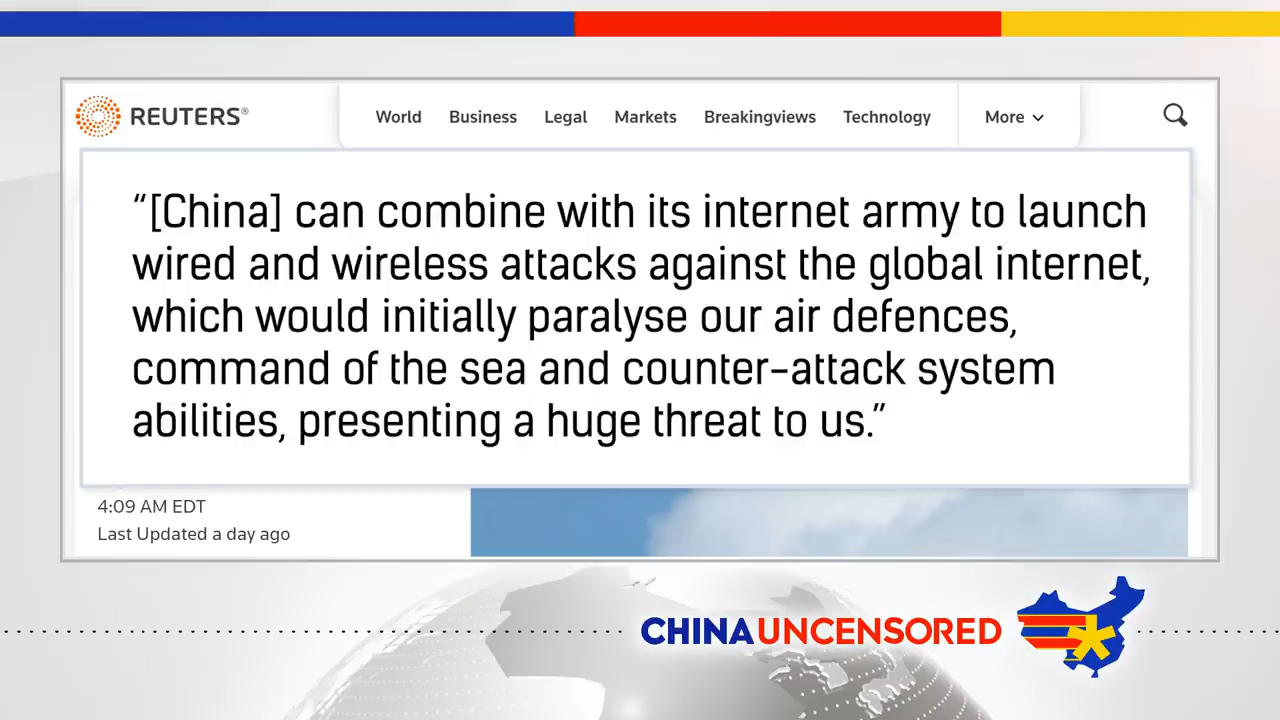 REUTERS®
World Business Legal Markets Breakingviews Technology More
“[China] can combine with its internet army to launch
wired and wireless attacks against the global internet,
which would initially paralyse our air defences,
command of the sea and counter-attack system
abilities, presenting a huge threat to us.”
4:09 AM EDT
Last Updated a day ago
CHINA UNCENSORED